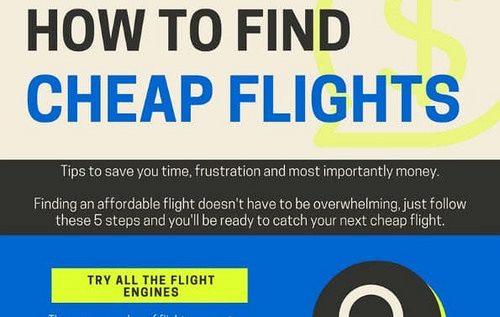 HOW TO FIND
CHEAP FLIGHTS
Tips to save you time, frustration and most importantly money.
Finding an affordable flight doesn't have to be overwhelming, just follow
these 5 steps and you'll be ready to catch your next cheap flight.
TRY ALL THE FLIGHT
ENGINES